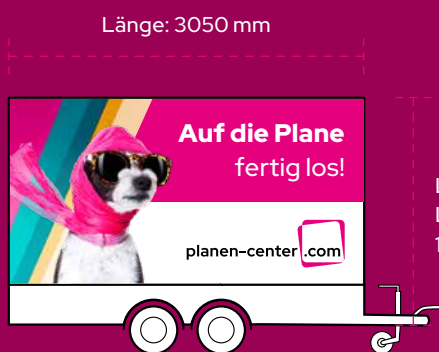 Länge: 3050 mm
Auf die Plane
fertig los!
planen-center.com